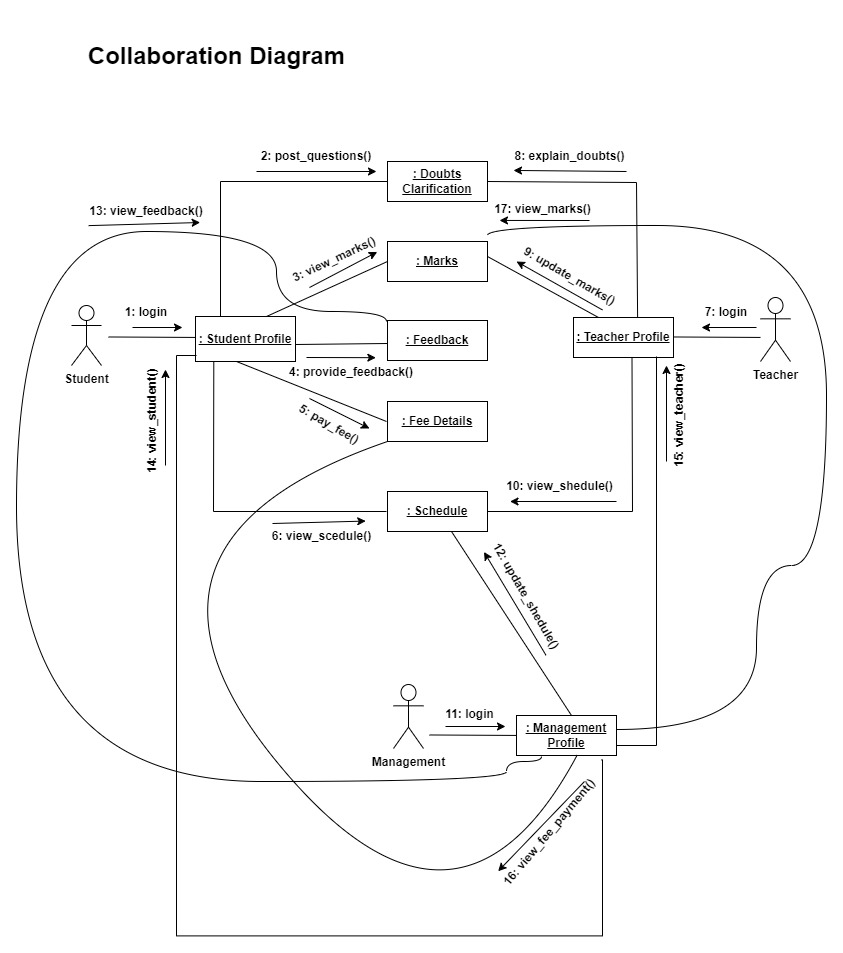 Collaboration Diagram
2: post_questions()
8: explain_doubts()
: Doubts
Clarification
13: view_feedback()
17: view_marks()
3: view_marks()
: Marks
9: update_marks()
1: login
7: login
: Student Profile
: Feedback
: Teacher Profile
Student
4: provide_feedback()
Teacher
14: view_student()
5: pay_fee()
: Fee Details
15: view_teacher()
10: view_shedule()
: Schedule
6: view_scedule()
12: update_shedule()
11: login
: Management
Profile
Management
16: view_fee_payment()